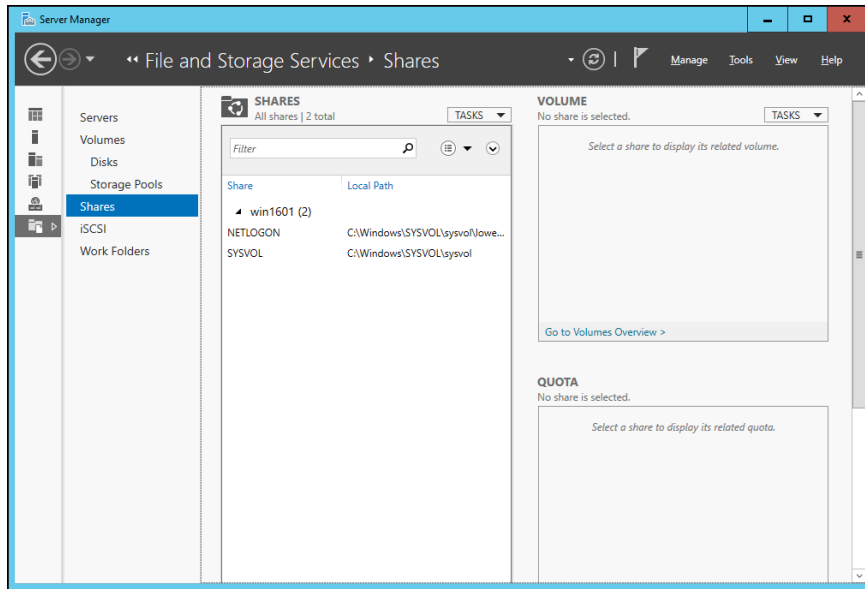 Server Manager
File and Storage Services ‣ Shares
Manage Tools View Help
Servers
Volumes
Disks
Storage Pools
Shares
iSCSI
Work Folders
SHARES
All shares | 2 total
TASKS
Filter
Share Local Path
win1601 (2)
NETLOGON C:\Windows\SYSVOL\sysvol\lowe...
SYSVOL C:\Windows\SYSVOL\sysvol
VOLUME
No share is selected.
TASKS
Select a share to display its related volume.
Go to Volumes Overview >
QUOTA
No share is selected.
Select a share to display its related quota.